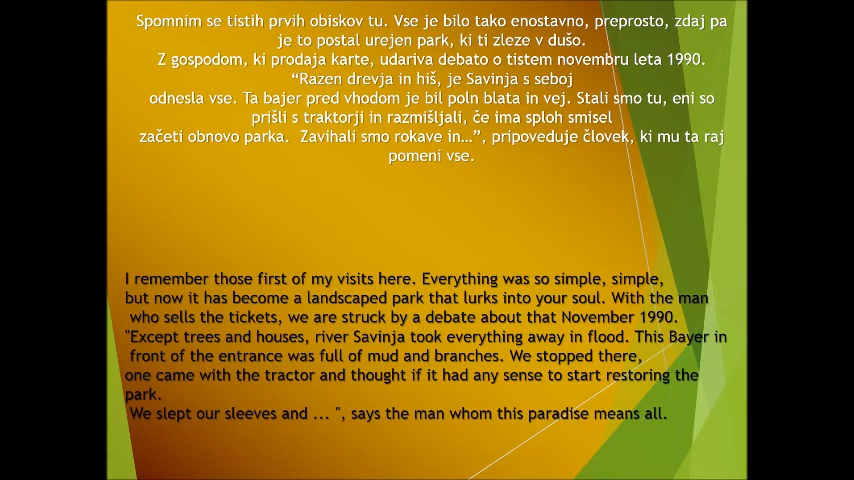 Spomnim se tistih prvih obiskov tu. Vse je bilo tako enostavno, preprosto, zdaj pa
je to postal urejen park, ki ti zleze v dušo.
Z gospodom, ki prodaja karte, udariva debato o tistem novembru leta 1990.
“Razen drevja in hiš, je Savinja s seboj
odnesla vse. Ta bajer pred vhodom je bil poln blata in vej. Stali smo tu, eni so
prišli s traktorji in razmišljali, če ima sploh smisel
začeti obnovo parka. Zavihali smo rokave in…”, pripoveduje človek, ki mu ta raj
pomeni vse.
I remember those first of my visits here. Everything was so simple, simple,
but now it has become a landscaped park that lurks into your soul. With the man
who sells the tickets, we are struck by a debate about that November 1990.
"Except trees and houses, river Savinja took everything away in flood. This Bayer in
front of the entrance was full of mud and branches. We stopped there,
one came with the tractor and thought if it had any sense to start restoring the
park.
We slept our sleeves and ... ", says the man whom this paradise means all.